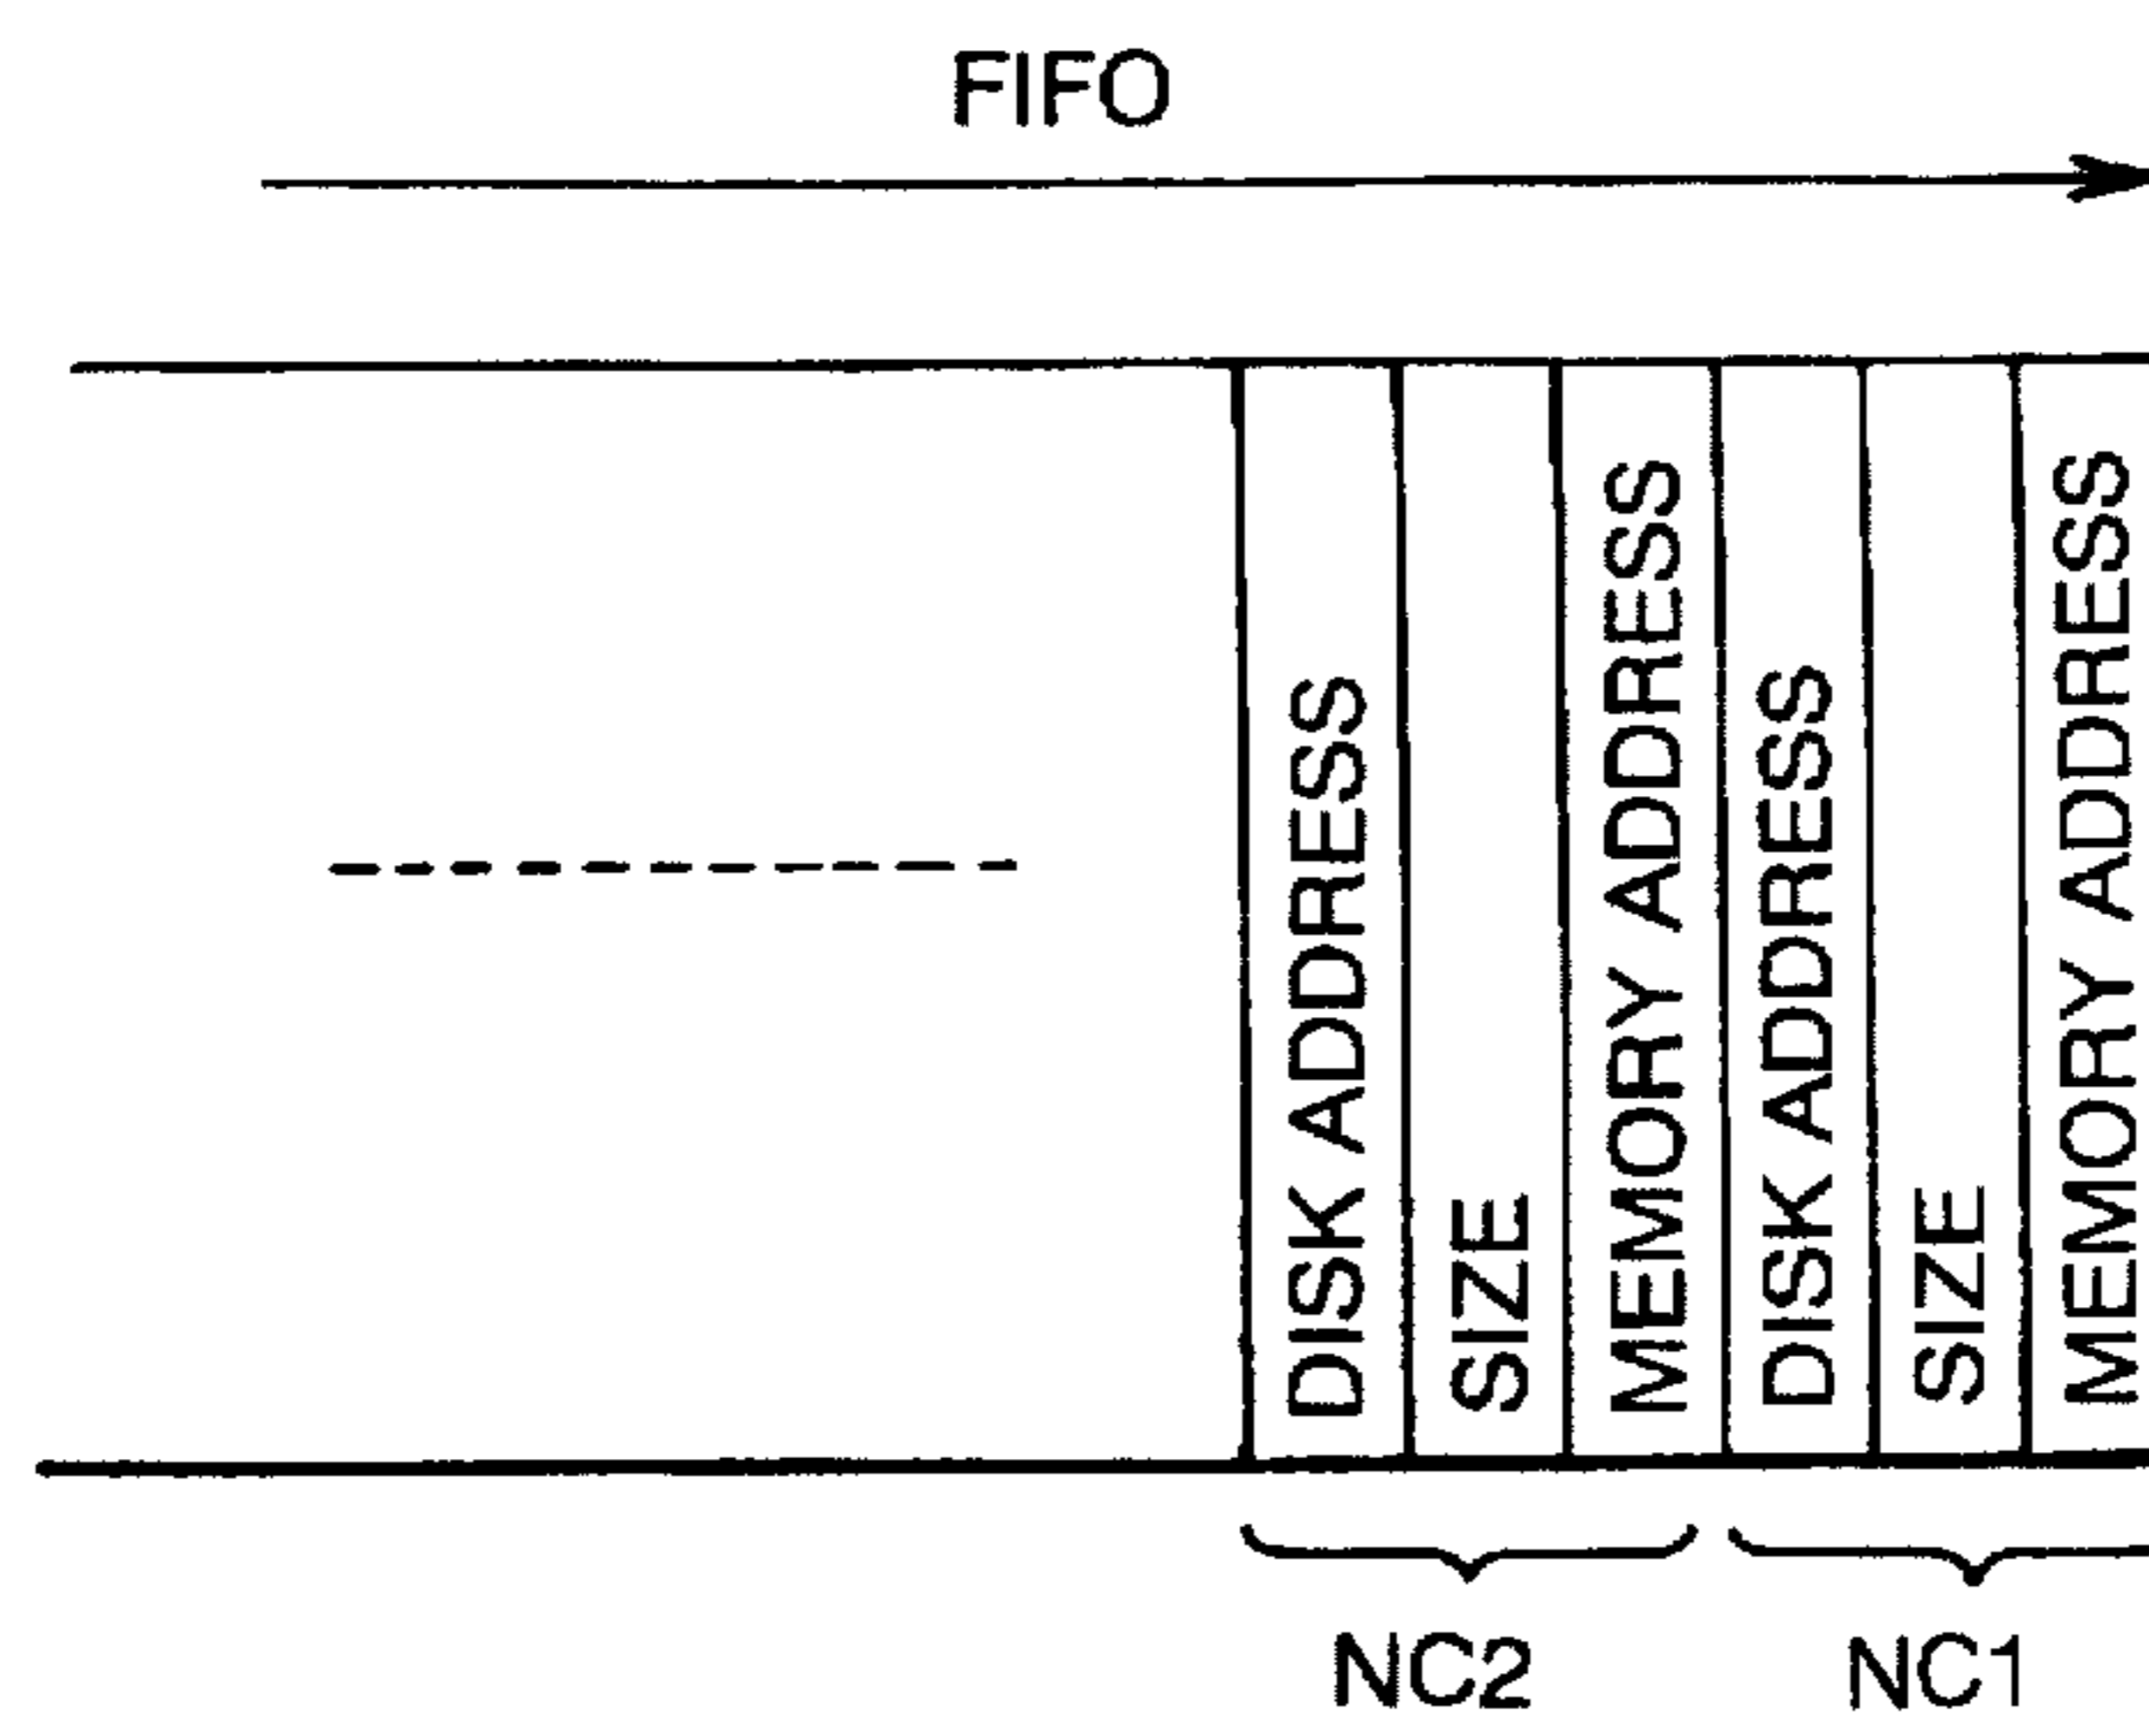 FIFO
DISK ADDRESS
SIZE
MEMORY ADDRESS
DISK ADDRESS
SIZE
MEMORY ADDRESS
NC2
NC1